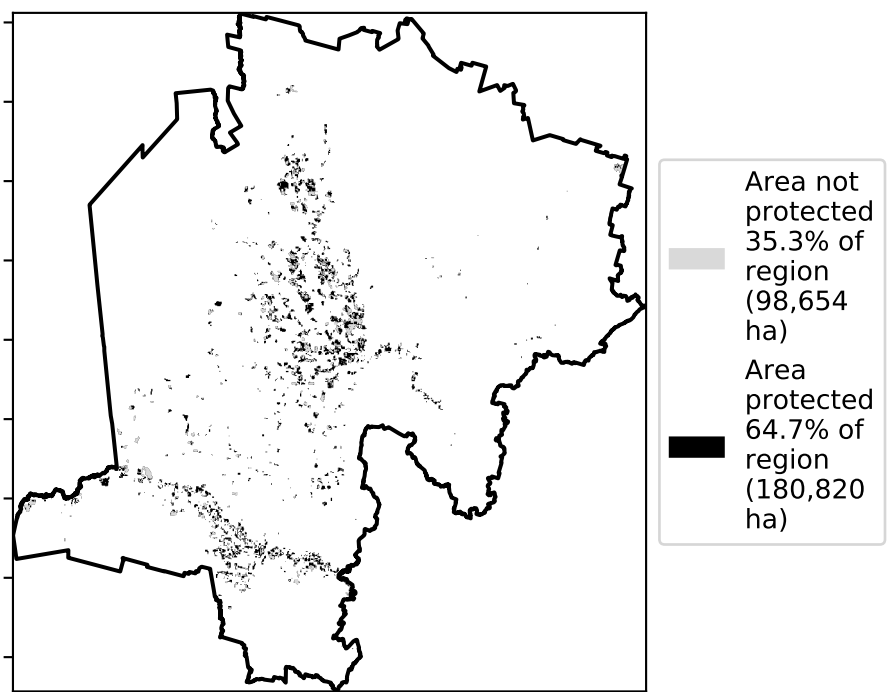 Area not
protected
35.3% of
region
(98,654
ha)
Area
protected
64.7% of
region
(180,820
ha)